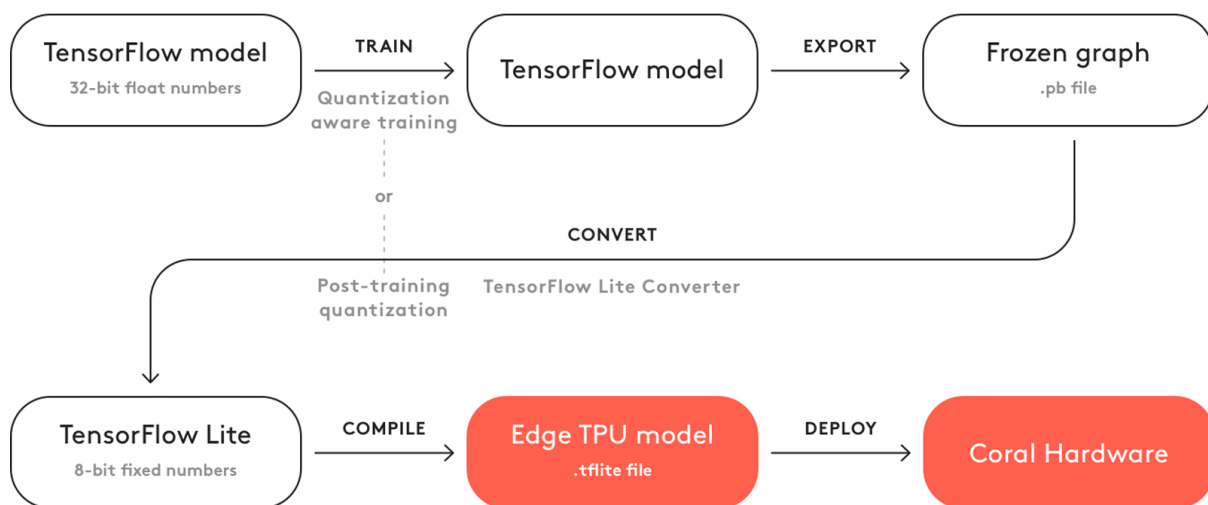 TensorFlow model
32-bit float numbers
TRAIN
Quantization
aware training
TensorFlow model
EXPORT
Frozen graph
.pb file
or
CONVERT
Post-training
quantization
TensorFlow Lite Converter
TensorFlow Lite
8-bit fixed numbers
COMPILE
Edge TPU model
.tflite file
DEPLOY
Coral Hardware